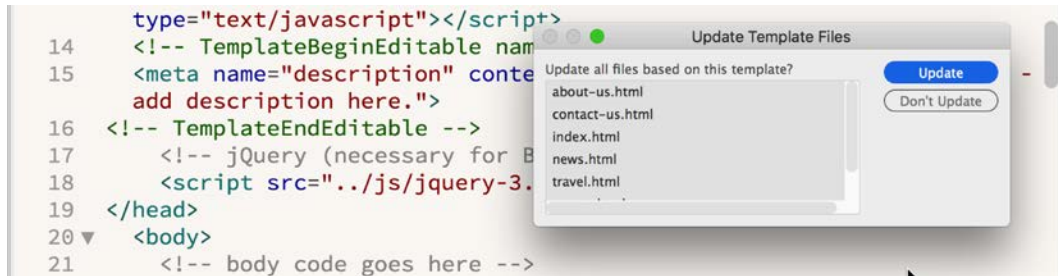 type="text/javascript"></script>
14 <!-- TemplateBeginEditable nam
15 <meta name="description" conte
add description here.">
16 <!-- TemplateEndEditable -->
17 <!-- jQuery (necessary for B
18 <script src="../js/jquery-3.
19 </head>
20 <body>
21 <!-- body code goes here -->
Update Template Files
Update all files based on this template?
about-us.html
contact-us.html
index.html
news.html
travel.html
Update
Don't Update